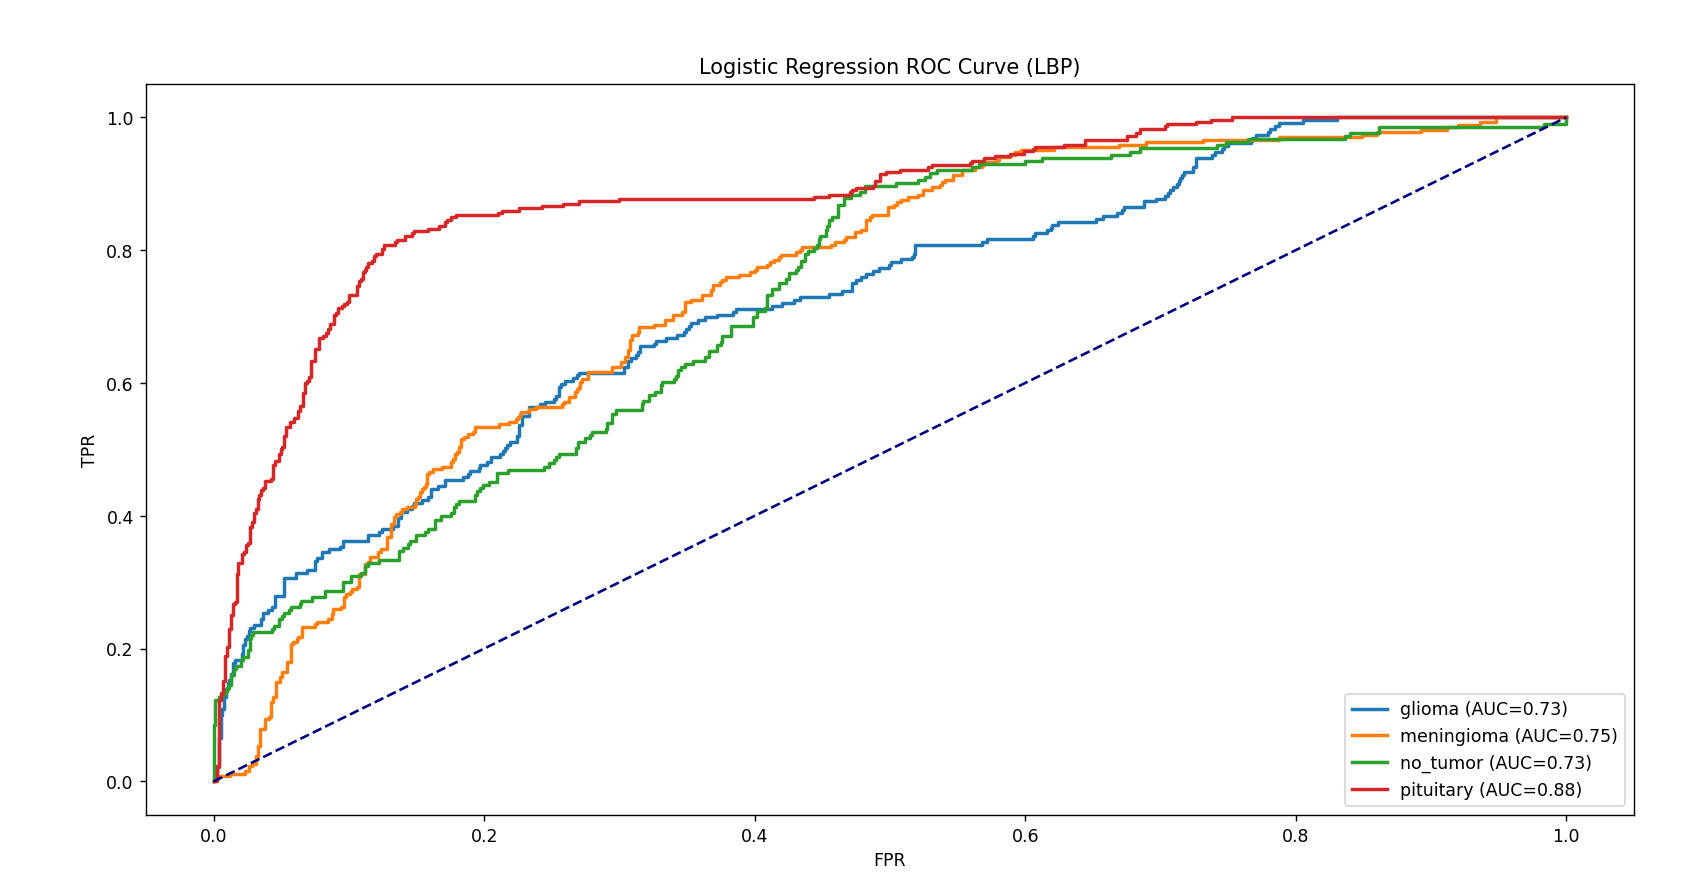 Logistic Regression ROC Curve (LBP)
1.0
0.8
0.6
0.4
0.2
0.0
TPR
0.0 0.2 0.4 0.6 0.8 1.0
FPR
glioma (AUC=0.73)
meningioma (AUC=0.75)
no_tumor (AUC=0.73)
pituitary (AUC=0.88)